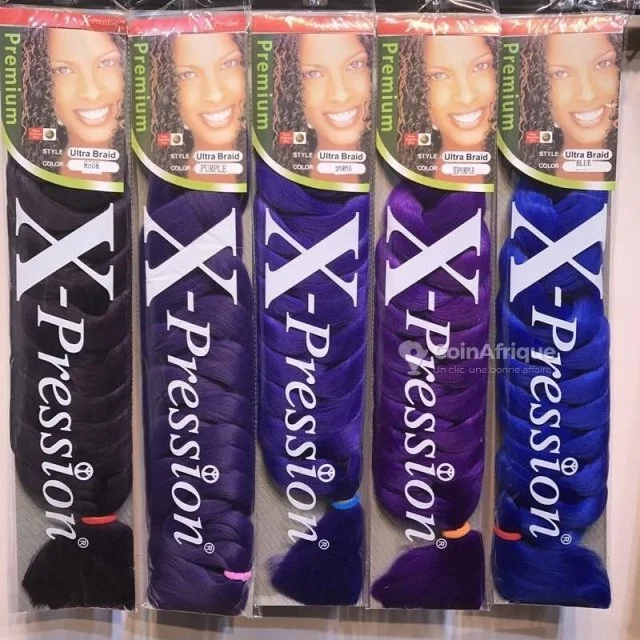 Premium
STYLE Ultra Braid
COLOR
X-Pression®
Premium
STYLE Ultra Braid
COLOR PURPLE
X-Pression®
Premium
STYLE Ultra Braid
COLOR
X-Pression®
Premium
STYLE Ultra Braid
COLOR
X-Pression®
Premium
STYLE Ultra Braid
COLOR BLUE
X-Pression®
CoinAfrique
Un clic, une bonne affaire